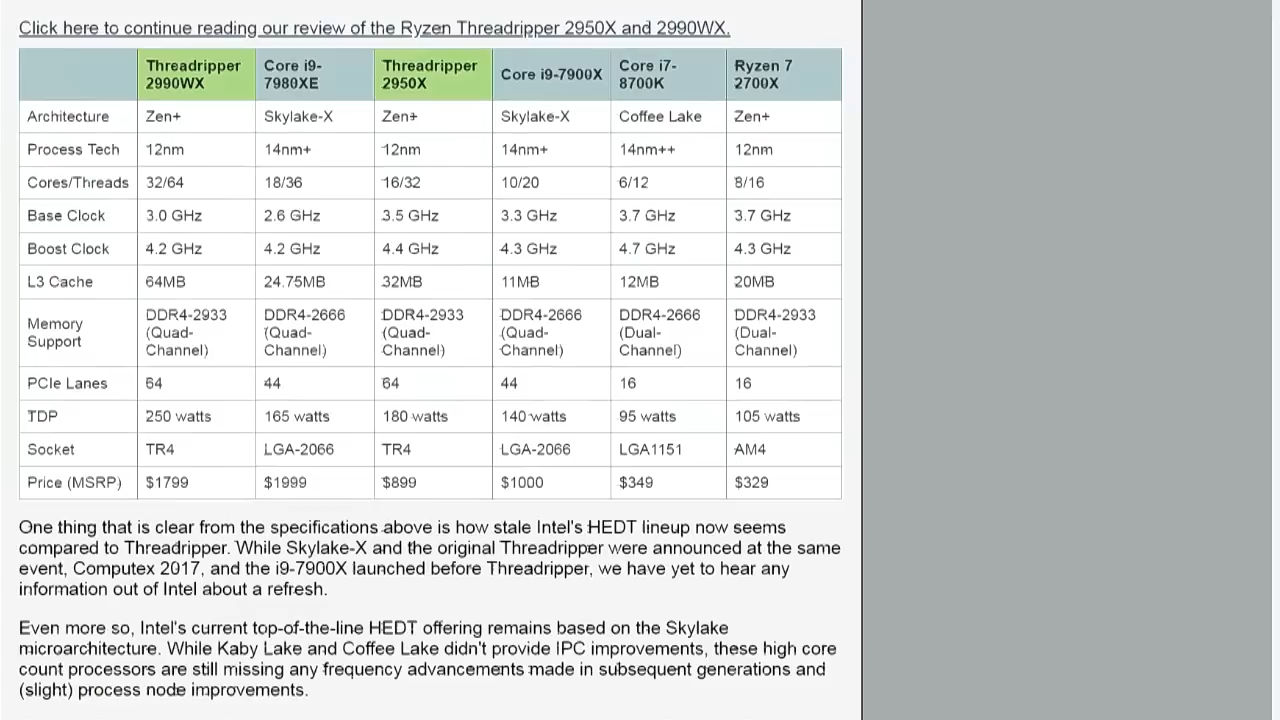 Click here to continue reading our review of the Ryzen Threadripper 2950X and 2990WX.
Threadripper 2990WX Core i9-7980XE Threadripper 2950X Core i9-7900X Core i7-8700K Ryzen 7 2700X
Architecture Zen+ Skylake-X Zen+ Skylake-X Coffee Lake Zen+
Process Tech 12nm 14nm+ 12nm 14nm+ 14nm++ 12nm
Cores/Threads 32/64 18/36 16/32 10/20 6/12 8/16
Base Clock 3.0 GHz 2.6 GHz 3.5 GHz 3.3 GHz 3.7 GHz 3.7 GHz
Boost Clock 4.2 GHz 4.2 GHz 4.4 GHz 4.3 GHz 4.7 GHz 4.3 GHz
L3 Cache 64MB 24.75MB 32MB 11MB 12MB 20MB
Memory Support DDR4-2933 (Quad-Channel) DDR4-2666 (Quad-Channel) DDR4-2933 (Quad-Channel) DDR4-2666 (Quad-Channel) DDR4-2666 (Dual-Channel) DDR4-2933 (Dual-Channel)
PCIe Lanes 64 44 64 44 16 16
TDP 250 watts 165 watts 180 watts 140 watts 95 watts 105 watts
Socket TR4 LGA-2066 TR4 LGA-2066 LGA1151 AM4
Price (MSRP) $1799 $1999 $899 $1000 $349 $329
One thing that is clear from the specifications above is how stale Intel's HEDT lineup now seems
compared to Threadripper. While Skylake-X and the original Threadripper were announced at the same
event, Computex 2017, and the i9-7900X launched before Threadripper, we have yet to hear any
information out of Intel about a refresh.
Even more so, Intel's current top-of-the-line HEDT offering remains based on the Skylake
microarchitecture. While Kaby Lake and Coffee Lake didn't provide IPC improvements, these high core
count processors are still missing any frequency advancements made in subsequent generations and
(slight) process node improvements.